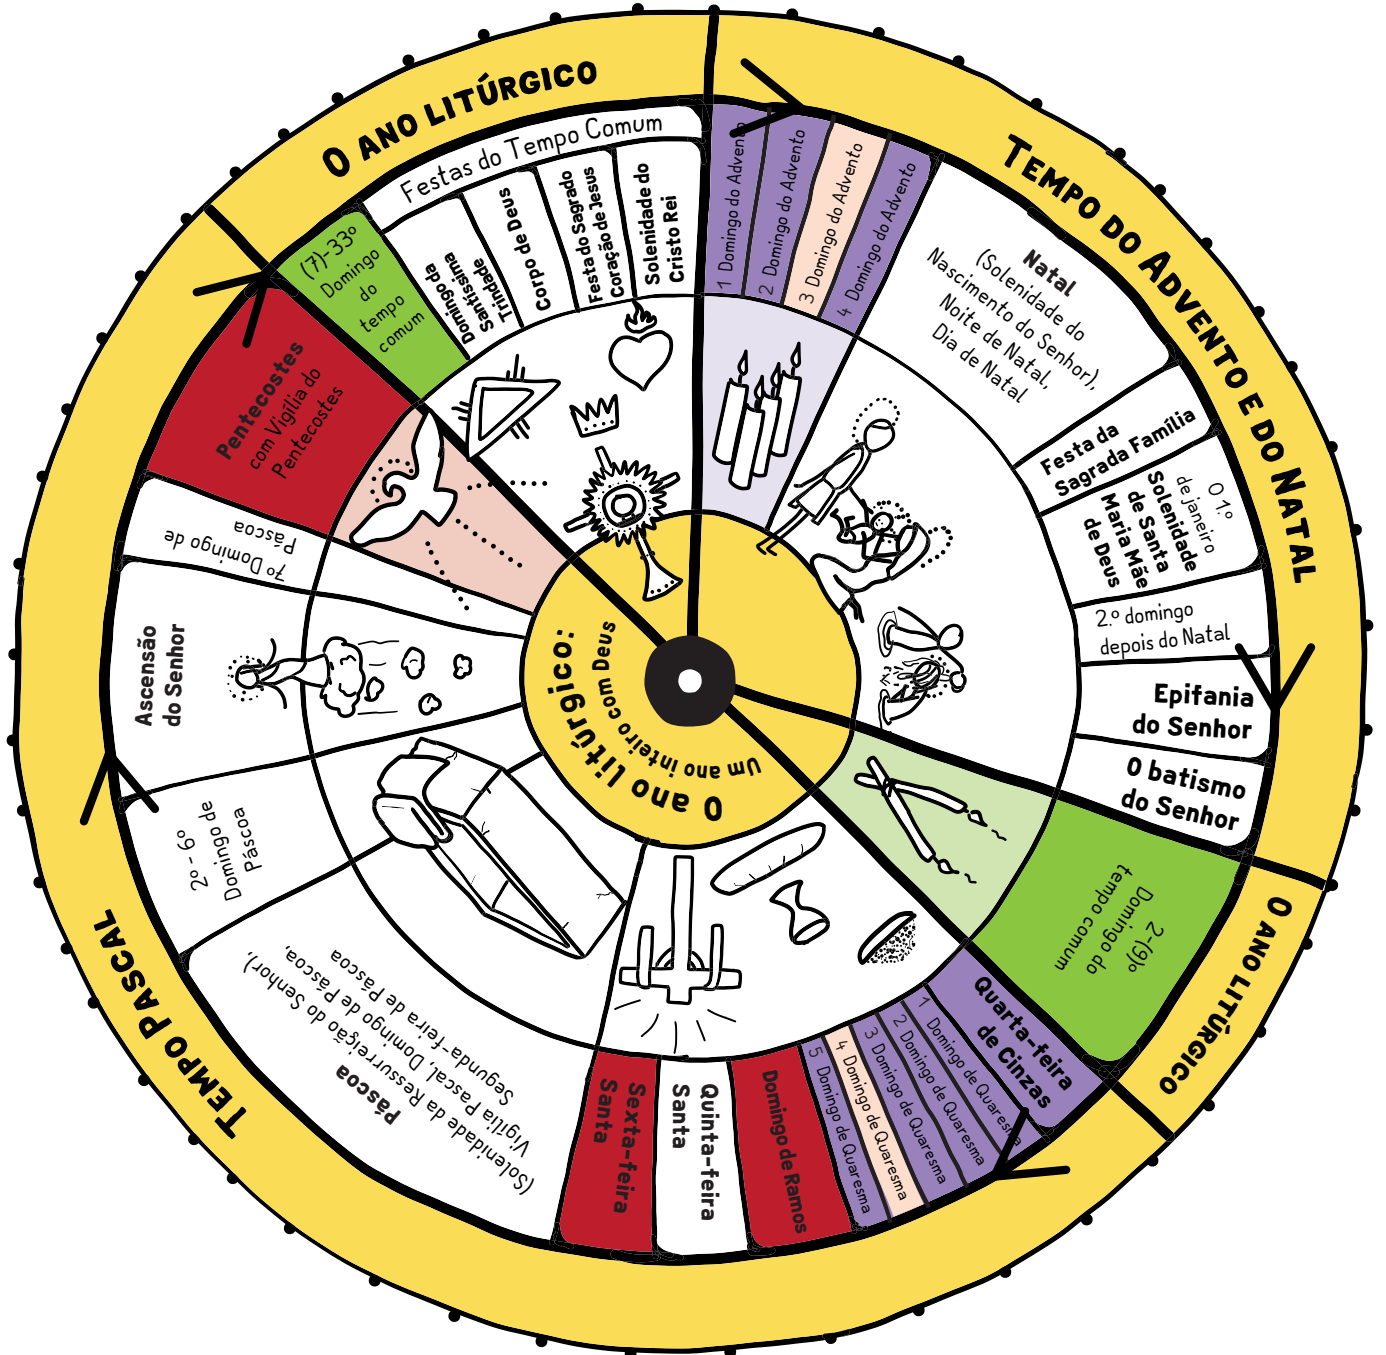 O ANO LITÚRGICO
TEMPO DO ADVENTO E DO NATAL
O ANO LITÚRGICO
TEMPO PASCAL
1 Domingo do Advento
2 Domingo do Advento
3 Domingo do Advento
4 Domingo do Advento
Natal
(Solenidade do
Nascimento do Senhor),
Noite de Natal,
Dia de Natal
Festa da
Sagrada Família
O 1.º
de janeiro
Solenidade
de Santa
Maria Mãe
de Deus
2.º domingo
depois do Natal
Epifania
do Senhor
O batismo
do Senhor
2-(9)º
Domingo do
tempo comum
Quarta-feira
de Cinzas
1 Domingo de Quaresma
2 Domingo de Quaresma
3 Domingo de Quaresma
4 Domingo de Quaresma
5 Domingo de Quaresma
Domingo de Ramos
Quinta-feira
Santa
Sexta-feira
Santa
Páscoa
(Solenidade da Ressurreição do Senhor),
Vigília Pascal, Domingo de Páscoa,
Segunda-feira de Páscoa
2º - 6º
Domingo de
Páscoa
Ascensão
do Senhor
7º Domingo de
Páscoa
Pentecostes
com Vigília do
Pentecostes
(7)-33º
Domingo
do
tempo
comum
Festas do Tempo Comum
Domingo da
Santíssima
Trindade
Corpo de Deus
Festa do Sagrado
Coração de Jesus
Solenidade do
Cristo Rei
O ano litúrgico:
Um ano inteiro com Deus